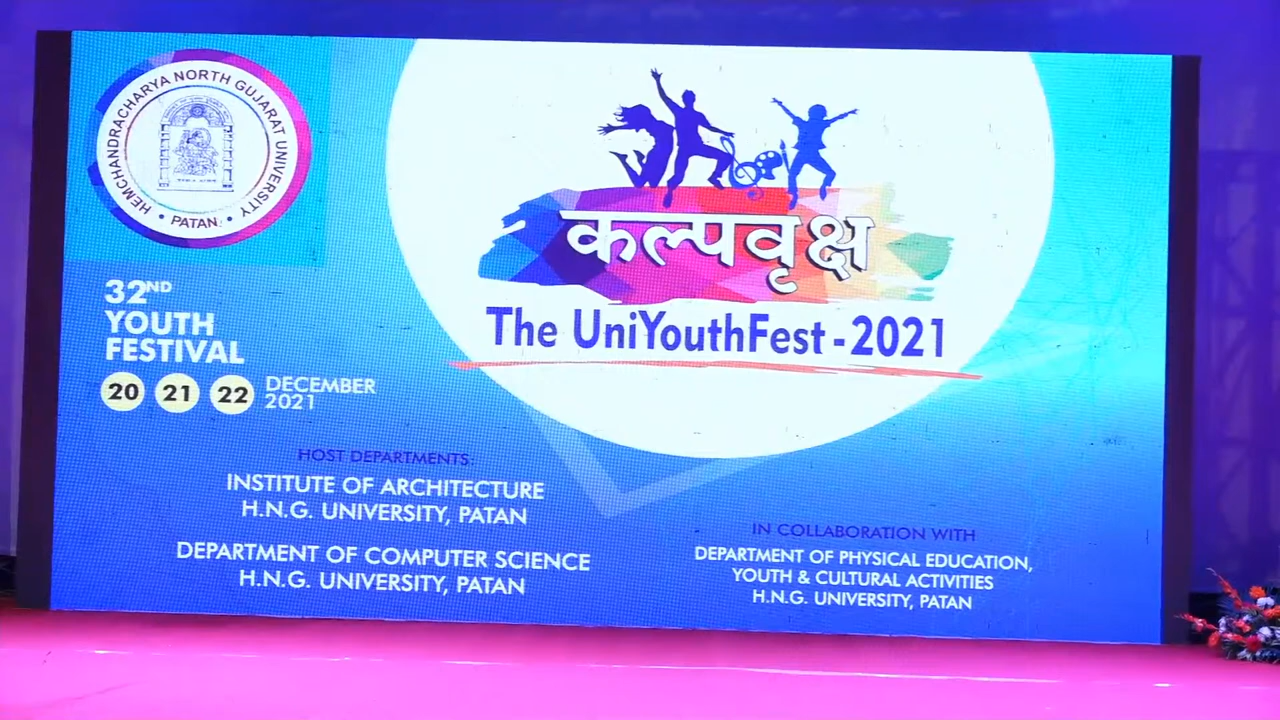 HEMCHANDRACHARYA NORTH GUJARAT UNIVERSITY
• PATAN •
कल्पवृक्ष
The UniYouthFest - 2021
32ND
YOUTH
FESTIVAL
20 21 22 DECEMBER
2021
HOST DEPARTMENTS:
INSTITUTE OF ARCHITECTURE
H.N.G. UNIVERSITY, PATAN
DEPARTMENT OF COMPUTER SCIENCE
H.N.G. UNIVERSITY, PATAN
IN COLLABORATION WITH
DEPARTMENT OF PHYSICAL EDUCATION,
YOUTH & CULTURAL ACTIVITIES
H.N.G. UNIVERSITY, PATAN